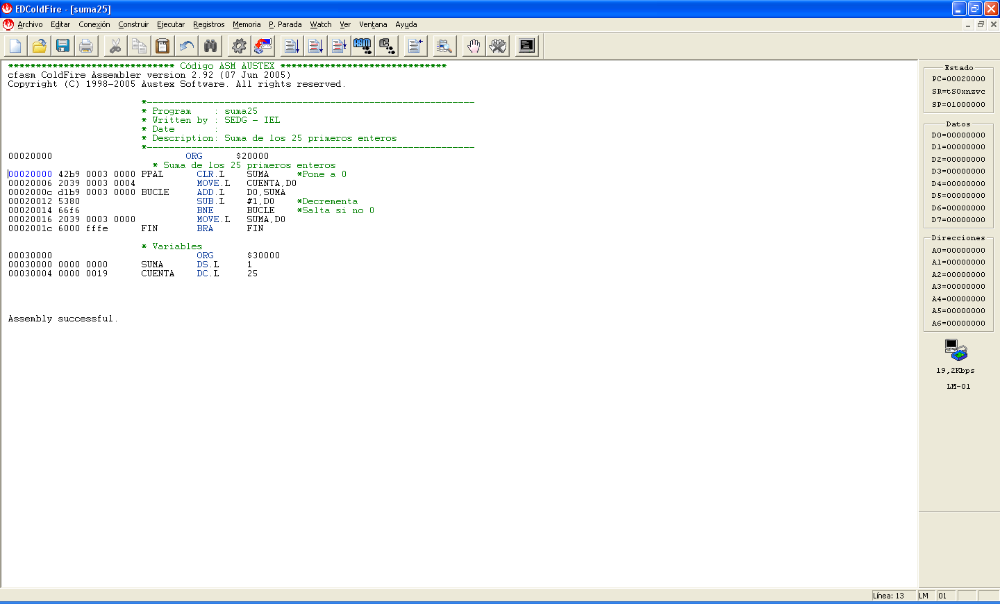 EDColdFire - [suma25]
Archivo Editar Conexión Construir Ejecutar Registros Memoria P. Parada Watch Ver Ventana Ayuda
ASM C
****************************** Código ASM AUSTEX ******************************
cfasm ColdFire Assembler version 2.92 (07 Jun 2005)
Copyright (C) 1998-2005 Austex Software. All rights reserved.
*-----------------------------------------------------------
* Program    : suma25
* Written by : SEDG - IEL
* Date       :
* Description: Suma de los 25 primeros enteros
*-----------------------------------------------------------
00020000 ORG $20000
* Suma de los 25 primeros enteros
00020000 42b9 0003 0000 PPAL CLR.L SUMA *Pone a 0
00020006 2039 0003 0004 MOVE.L CUENTA,D0
0002000c d1b9 0003 0000 BUCLE ADD.L D0,SUMA
00020012 5380 SUB.L #1,D0 *Decrementa
00020014 66f6 BNE BUCLE *Salta si no 0
00020016 2039 0003 0000 MOVE.L SUMA,D0
0002001c 6000 fffe FIN BRA FIN
* Variables
00030000 ORG $30000
00030000 0000 0000 SUMA DS.L 1
00030004 0000 0019 CUENTA DC.L 25
Assembly successful.
Estado
PC=00020000
SR=tS0xnzvc
SP=01000000
Datos
D0=00000000
D1=00000000
D2=00000000
D3=00000000
D4=00000000
D5=00000000
D6=00000000
D7=00000000
Direcciones
A0=00000000
A1=00000000
A2=00000000
A3=00000000
A4=00000000
A5=00000000
A6=00000000
19,2Kbps
LM-01
Línea: 13 LM 01